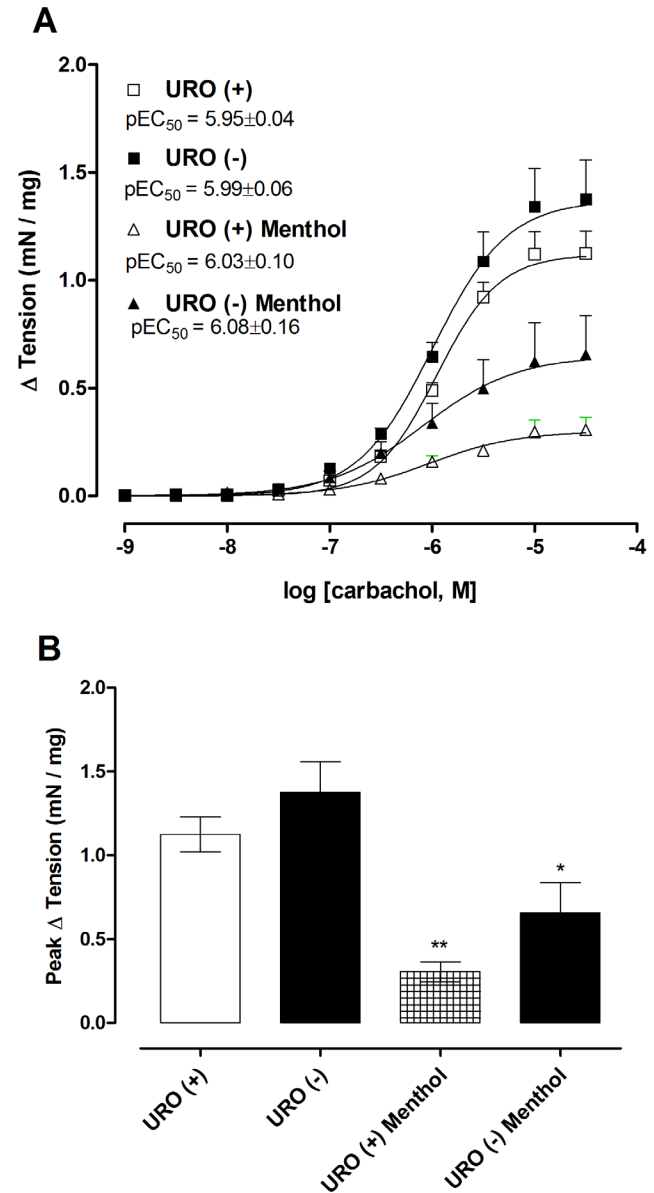 A
2.0
1.5
1.0
0.5
0.0
Δ Tension (mN / mg)
URO (+)
pEC50 = 5.95±0.04
URO (-)
pEC50 = 5.99±0.06
URO (+) Menthol
pEC50 = 6.03±0.10
URO (-) Menthol
pEC50 = 6.08±0.16
-9 -8 -7 -6 -5 -4
log [carbachol, M]
B
2.0
1.5
1.0
0.5
0.0
Peak Δ Tension (mN / mg)
**
*
URO (+)
URO (-)
URO (+) Menthol
URO (-) Menthol